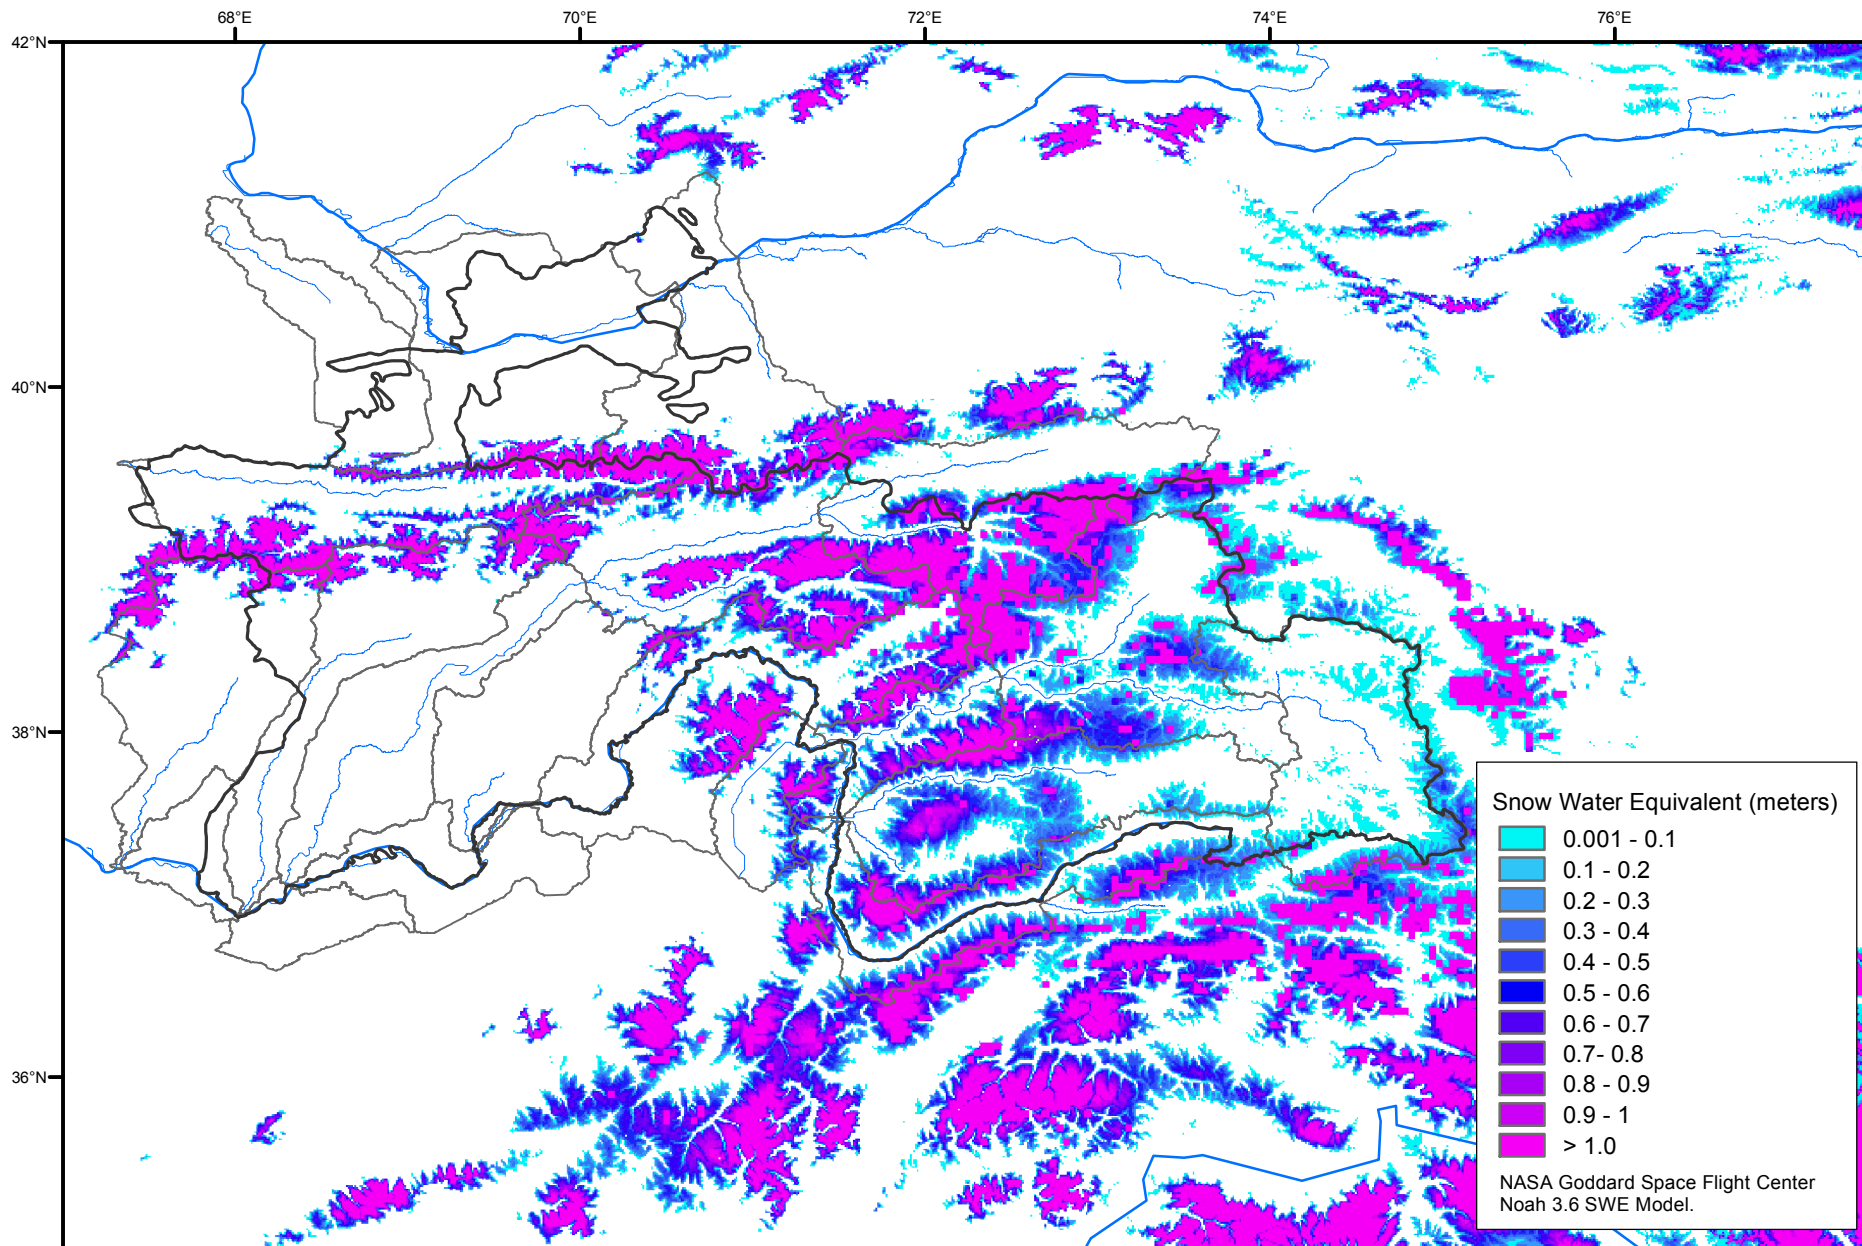 68°E 70°E 72°E 74°E 76°E
42°N
40°N
38°N
36°N
Snow Water Equivalent (meters)
0.001 - 0.1
0.1 - 0.2
0.2 - 0.3
0.3 - 0.4
0.4 - 0.5
0.5 - 0.6
0.6 - 0.7
0.7- 0.8
0.8 - 0.9
0.9 - 1
> 1.0
NASA Goddard Space Flight Center
Noah 3.6 SWE Model.